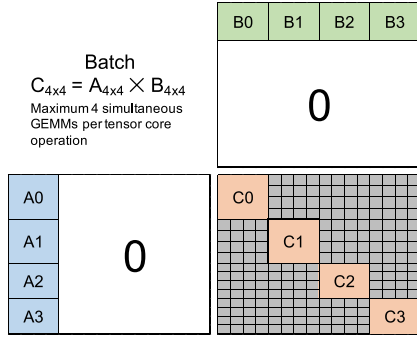 B0 B1 B2 B3
Batch
C4x4 = A4x4 × B4x4
Maximum 4 simultaneous
GEMMs per tensor core
operation
0
A0
A1
A2
A3
0
C0
C1
C2
C3